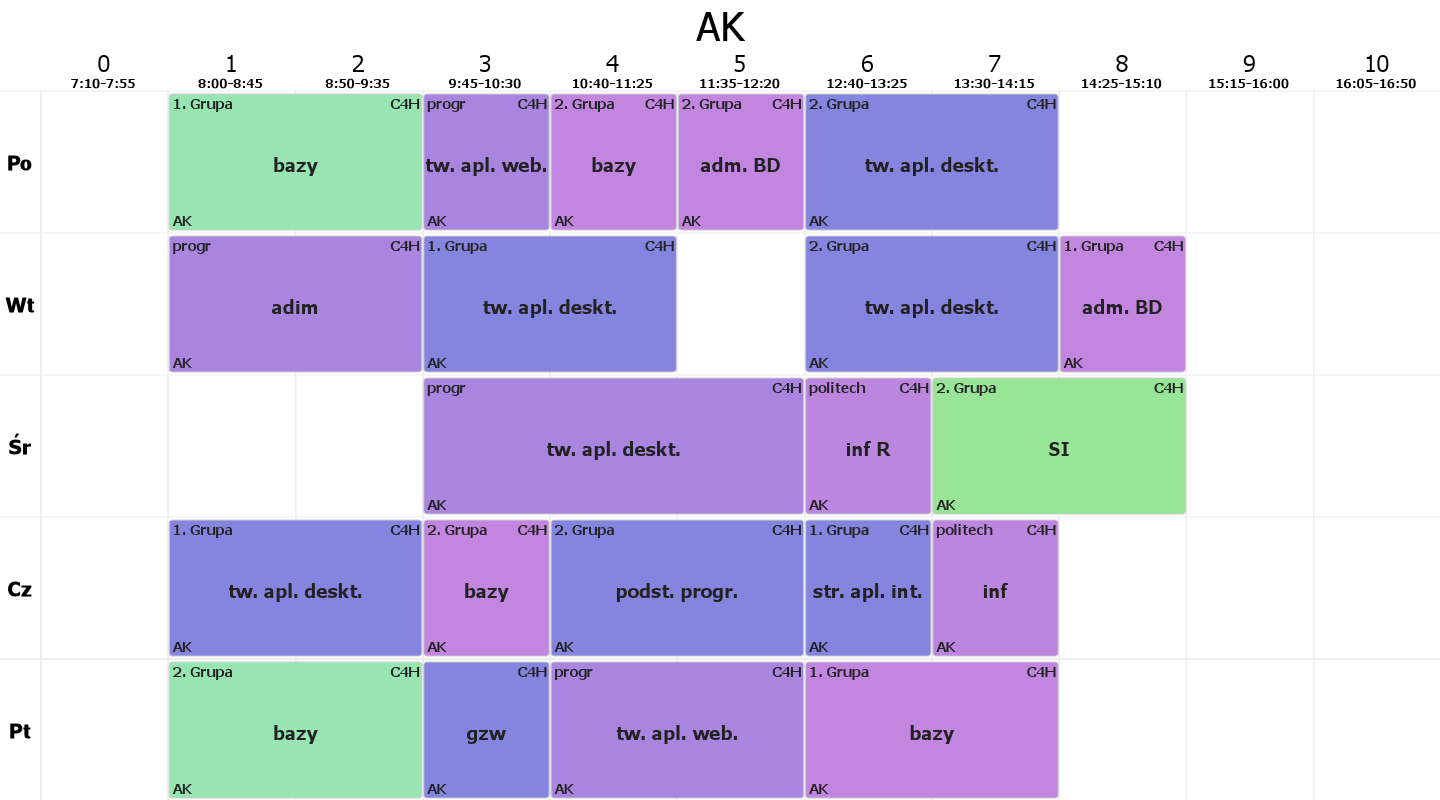 AK
0 1 2 3 4 5 6 7 8 9 10
7:10-7:55 8:00-8:45 8:50-9:35 9:45-10:30 10:40-11:25 11:35-12:20 12:40-13:25 13:30-14:15 14:25-15:10 15:15-16:00 16:05-16:50
1. Grupa C4H progr C4H 2. Grupa C4H 2. Grupa C4H 2. Grupa C4H
Po bazy tw. apl. web. bazy adm. BD tw. apl. deskt.
AK AK AK AK AK
progr C4H 1. Grupa C4H 2. Grupa C4H 1. Grupa C4H
Wt adim tw. apl. deskt. tw. apl. deskt. adm. BD
AK AK AK AK
progr C4H politech C4H 2. Grupa C4H
Śr tw. apl. deskt. inf R SI
AK AK AK
1. Grupa C4H 2. Grupa C4H 2. Grupa C4H 1. Grupa C4H politech C4H
Cz tw. apl. deskt. bazy podst. progr. str. apl. int. inf
AK AK AK AK AK
2. Grupa C4H C4H progr C4H 1. Grupa C4H
Pt bazy gzw tw. apl. web. bazy
AK AK AK AK